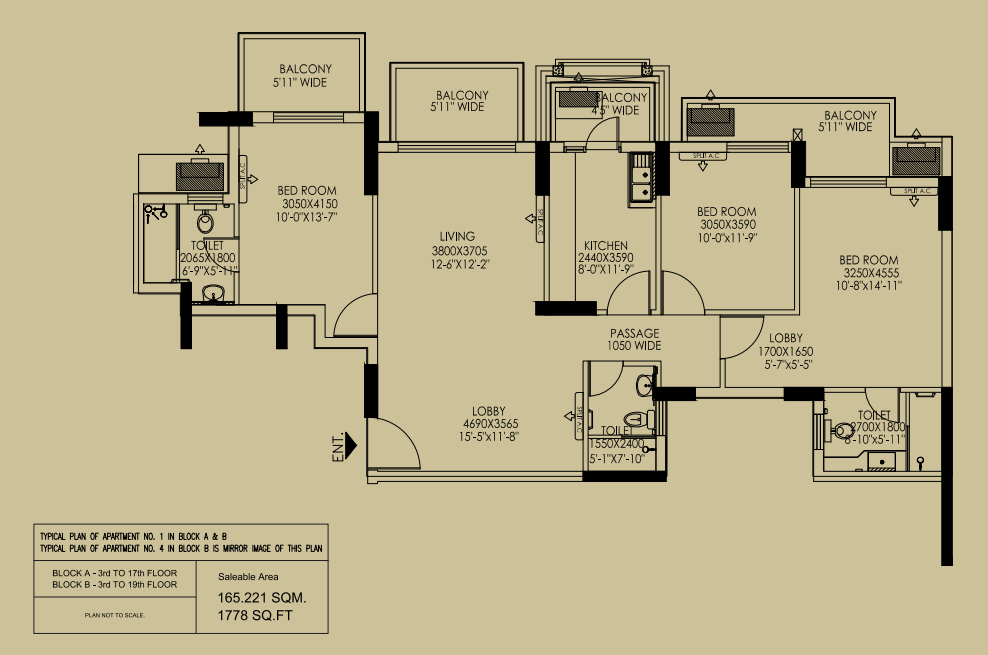 BALCONY
5'11" WIDE
BALCONY
5'11" WIDE
BALCONY
4'5" WIDE
BALCONY
5'11" WIDE
SPLIT A.C
SPLIT A.C
SPLIT A.C
BED ROOM
3050X4150
10'-0"X13'-7"
BED ROOM
3050X3590
10'-0"x11'-9"
LIVING
3800X3705
12'-6"X12'-2"
SPLIT A.C
KITCHEN
2440X3590
8'-0"X11'-9"
TOILET
2065X1800
6'-9"X5'-11"
BED ROOM
3250X4555
10'-8"x14'-11"
PASSAGE
1050 WIDE
LOBBY
1700X1650
5'-7"x5'-5"
LOBBY
4690X3565
15'-5"x11'-8"
SPLIT A.C
TOILET
1550X2400
5'-1"X7'-10"
TOILET
2700X1800
8'-10"x5'-11"
ENT.
TYPICAL PLAN OF APARTMENT NO. 1 IN BLOCK A & B
TYPICAL PLAN OF APARTMENT NO. 4 IN BLOCK B IS MIRROR IMAGE OF THIS PLAN
BLOCK A - 3rd TO 17th FLOOR
BLOCK B - 3rd TO 19th FLOOR
PLAN NOT TO SCALE.
Saleable Area
165.221 SQM.
1778 SQ.FT